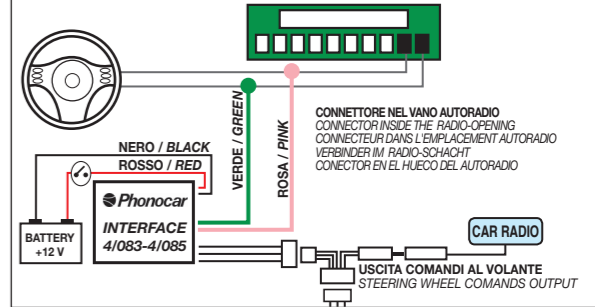 CONNETTORE NEL VANO AUTORADIO
CONNECTOR INSIDE THE RADIO-OPENING
CONNECTEUR DANS L'EMPLACEMENT AUTORADIO
VERBINDER IM RADIO-SCHACHT
CONECTOR EN EL HUECO DEL AUTORADIO
VERDE / GREEN
ROSA / PINK
NERO / BLACK
ROSSO / RED
Phonocar
INTERFACE
4/083-4/085
BATTERY
+12 V
CAR RADIO
USCITA COMANDI AL VOLANTE
STEERING WHEEL COMANDS OUTPUT